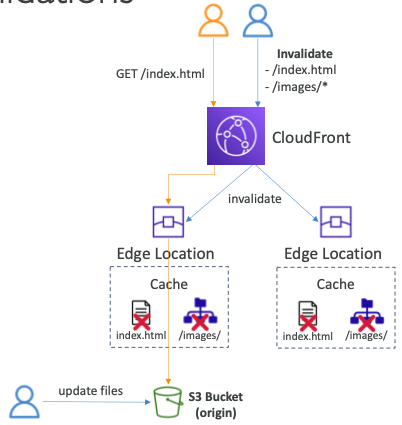 GET /index.html
Invalidate
- /index.html
- /images/*
CloudFront
invalidate
Edge Location
Edge Location
Cache
Cache
index.html
/images/
index.html
/images/
update files
S3 Bucket
(origin)